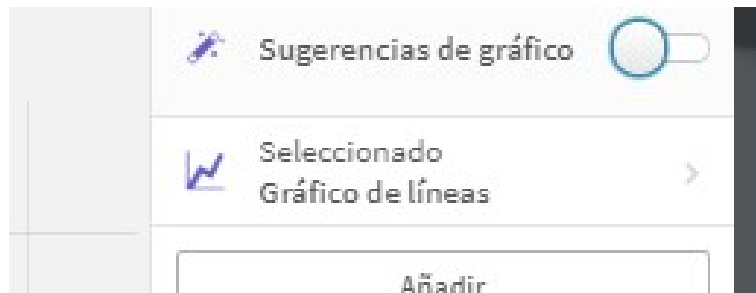 Sugerencias de gráfico
Seleccionado
Gráfico de líneas
Añadir